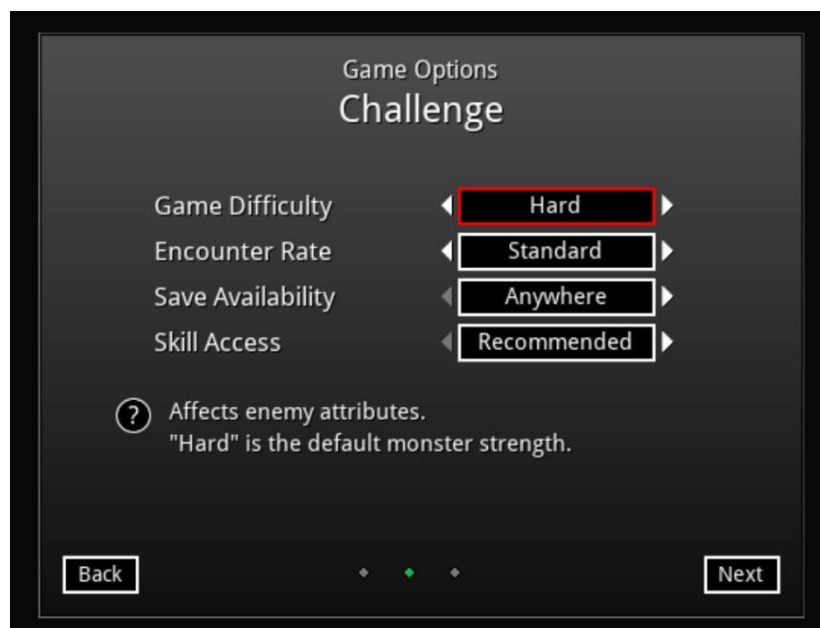 Game Options
Challenge
Game Difficulty Hard
Encounter Rate Standard
Save Availability Anywhere
Skill Access Recommended
? Affects enemy attributes.
"Hard" is the default monster strength.
Back Next